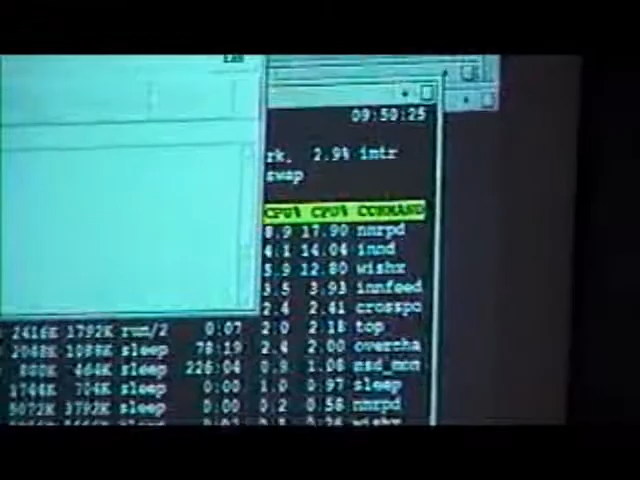 09:50:25
rk, 2.9% intr
swap
CPU% CPU% COMMAND
8.9 17.90 nnrpd
4.1 14.04 innd
5.9 12.80 wishx
3.5 3.93 innfeed
2.4 2.41 crosspo
2416K 1792K run/2 0:07 2.0 2.18 top
2048K 1088K sleep 78:19 2.4 2.00 overcha
800K 464K sleep 226:04 0.9 1.08
1744K 704K sleep 0:00 1.0 0.97 sleep
5072K 3792K sleep 0:00 0.2 0.58 nnrpd